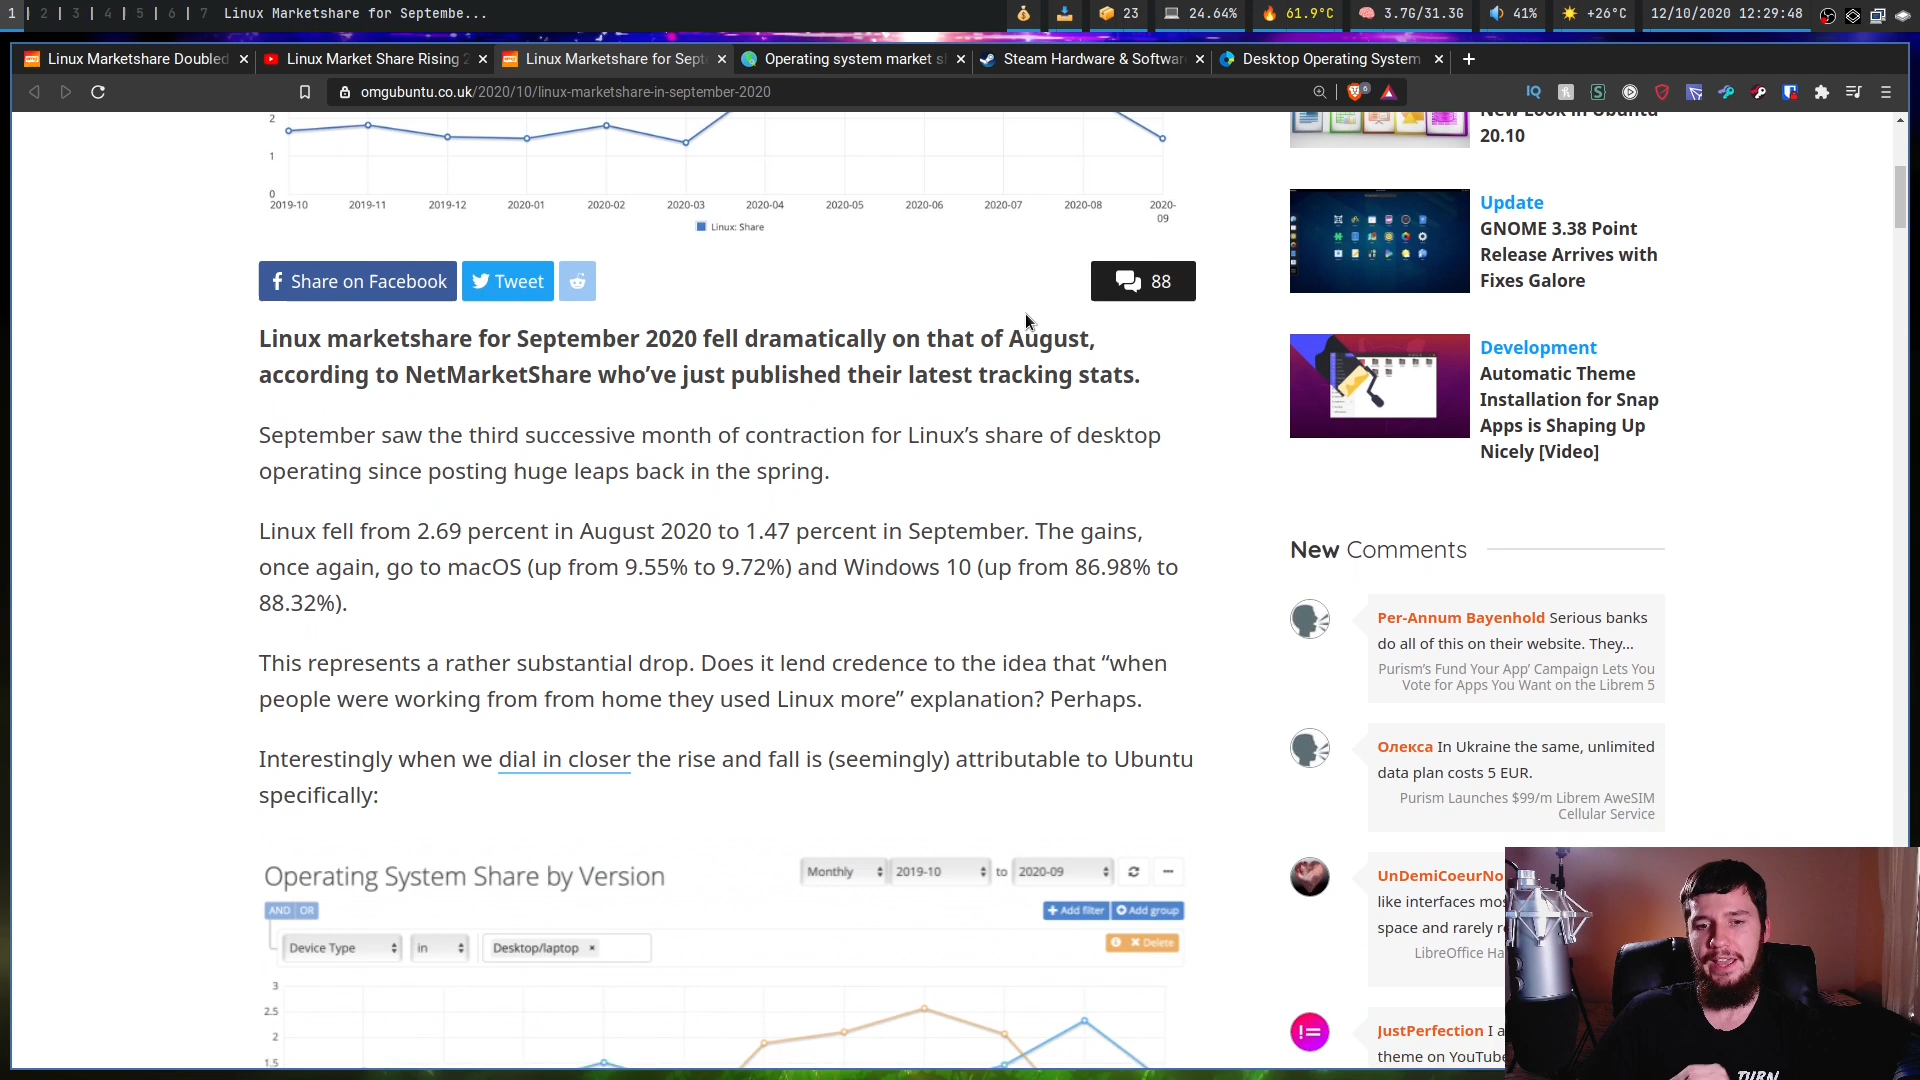 1 | 2 | 3 | 4 | 5 | 6 | 7 Linux Marketshare for Septembe...
23 24.64% 61.9°C 3.7G/31.3G 41% +26°C 12/10/2020 12:29:48
Linux Marketshare Doubled × Linux Market Share Rising 2 × Linux Marketshare for Sept × Operating system market s × Steam Hardware & Softwar × Desktop Operating System × +
omgubuntu.co.uk/2020/10/linux-marketshare-in-september-2020
2
1
0
2019-10 2019-11 2019-12 2020-01 2020-02 2020-03 2020-04 2020-05 2020-06 2020-07 2020-08 2020-
09
Linux: Share
Share on Facebook Tweet 88
Linux marketshare for September 2020 fell dramatically on that of August,
according to NetMarketShare who’ve just published their latest tracking stats.
September saw the third successive month of contraction for Linux’s share of desktop
operating since posting huge leaps back in the spring.
Linux fell from 2.69 percent in August 2020 to 1.47 percent in September. The gains,
once again, go to macOS (up from 9.55% to 9.72%) and Windows 10 (up from 86.98% to
88.32%).
This represents a rather substantial drop. Does it lend credence to the idea that “when
people were working from from home they used Linux more” explanation? Perhaps.
Interestingly when we dial in closer the rise and fall is (seemingly) attributable to Ubuntu
specifically:
Operating System Share by Version Monthly 2019-10 to 2020-09
AND OR Add filter Add group
Device Type in Desktop/laptop × Delete
3
2.5
2
1.5
New Look in Ubuntu
20.10
Update
GNOME 3.38 Point
Release Arrives with
Fixes Galore
Development
Automatic Theme
Installation for Snap
Apps is Shaping Up
Nicely [Video]
New Comments
Per-Annum Bayenhold Serious banks
do all of this on their website. They...
Purism’s Fund Your App’ Campaign Lets You
Vote for Apps You Want on the Librem 5
Олекса In Ukraine the same, unlimited
data plan costs 5 EUR.
Purism Launches $99/m Librem AweSIM
Cellular Service
UnDemiCoeurNo
like interfaces mos
space and rarely r
LibreOffice Ha
!=
JustPerfection I a
theme on YouTube
TURN